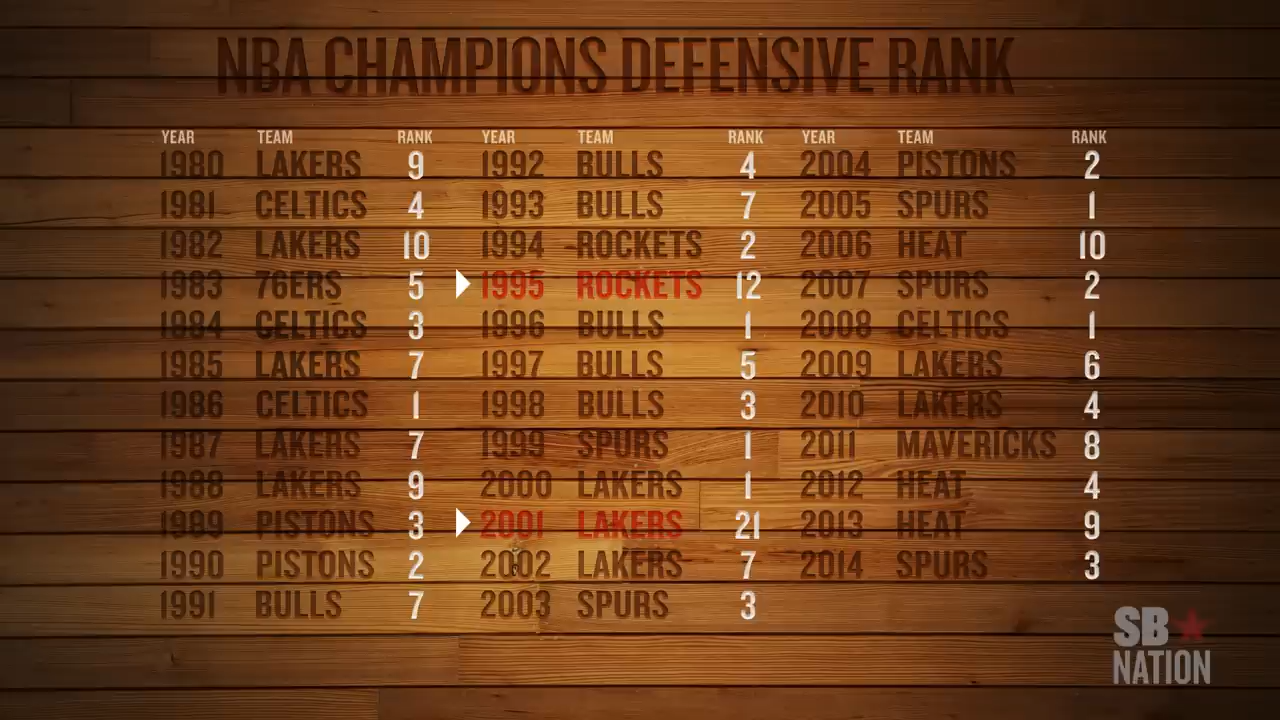 NBA CHAMPIONS DEFENSIVE RANK
YEAR TEAM RANK YEAR TEAM RANK YEAR TEAM RANK
1980 LAKERS 9 1992 BULLS 4 2004 PISTONS 2
1981 CELTICS 4 1993 BULLS 7 2005 SPURS 1
1982 LAKERS 10 1994 ROCKETS 2 2006 HEAT 10
1983 76ERS 5 1995 ROCKETS 12 2007 SPURS 2
1984 CELTICS 3 1996 BULLS 1 2008 CELTICS 1
1985 LAKERS 7 1997 BULLS 5 2009 LAKERS 6
1986 CELTICS 1 1998 BULLS 3 2010 LAKERS 4
1987 LAKERS 7 1999 SPURS 1 2011 MAVERICKS 8
1988 LAKERS 9 2000 LAKERS 1 2012 HEAT 4
1989 PISTONS 3 2001 LAKERS 21 2013 HEAT 9
1990 PISTONS 2 2002 LAKERS 7 2014 SPURS 3
1991 BULLS 7 2003 SPURS 3
SB
NATION